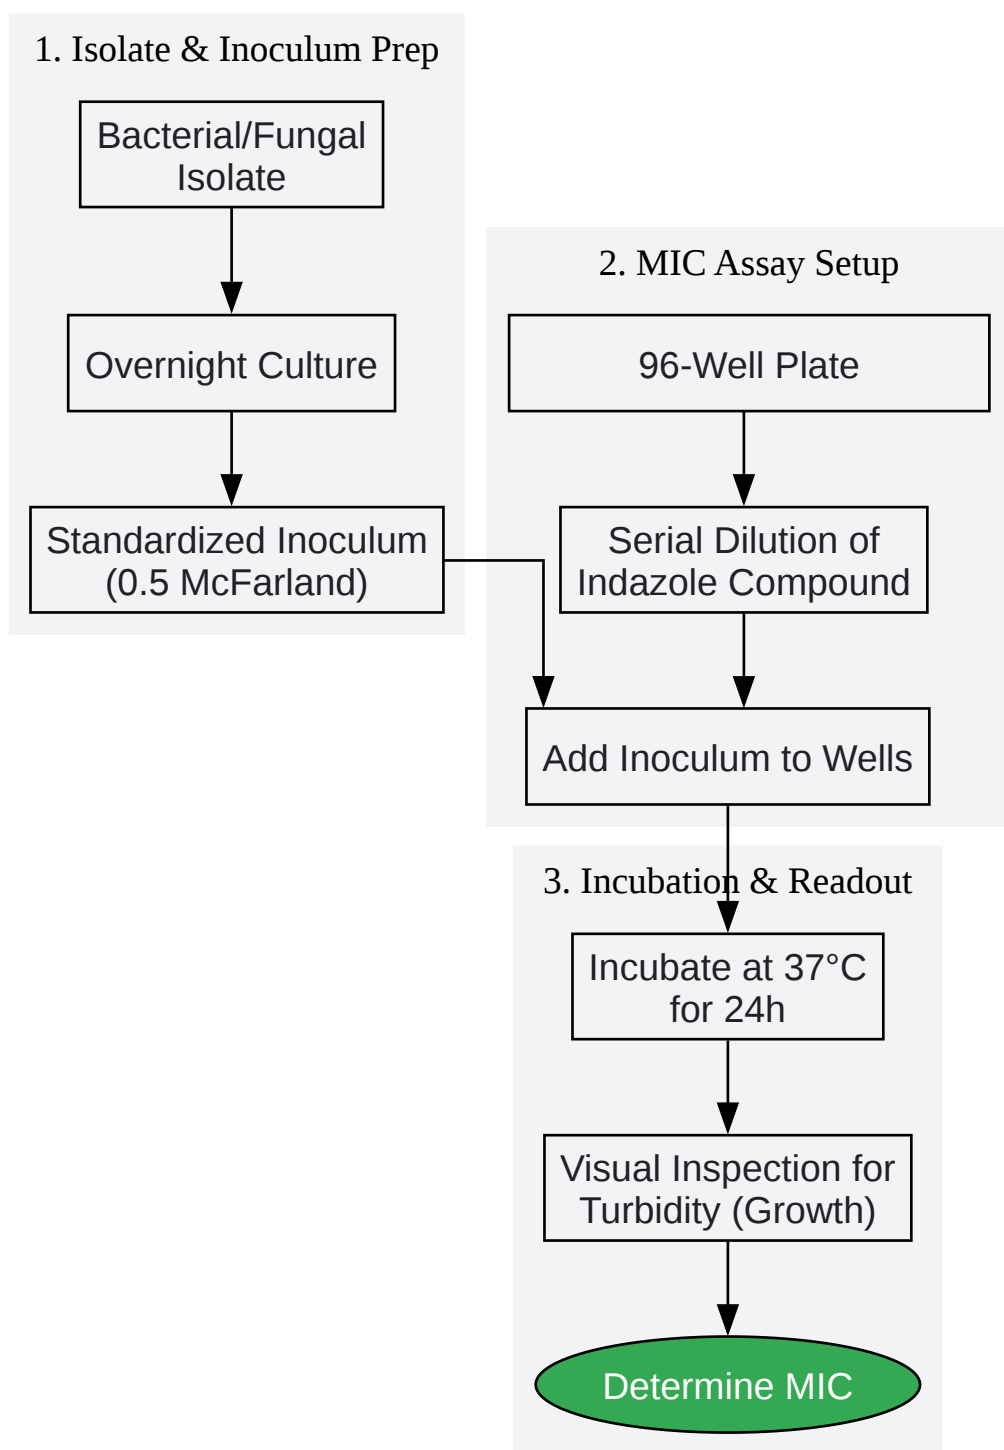 1. Isolate & Inoculum Prep
Bacterial/Fungal
Isolate
Overnight Culture
Standardized Inoculum
(0.5 McFarland)
2. MIC Assay Setup
96-Well Plate
Serial Dilution of
Indazole Compound
Add Inoculum to Wells
3. Incubation & Readout
Incubate at 37°C
for 24h
Visual Inspection for
Turbidity (Growth)
Determine MIC